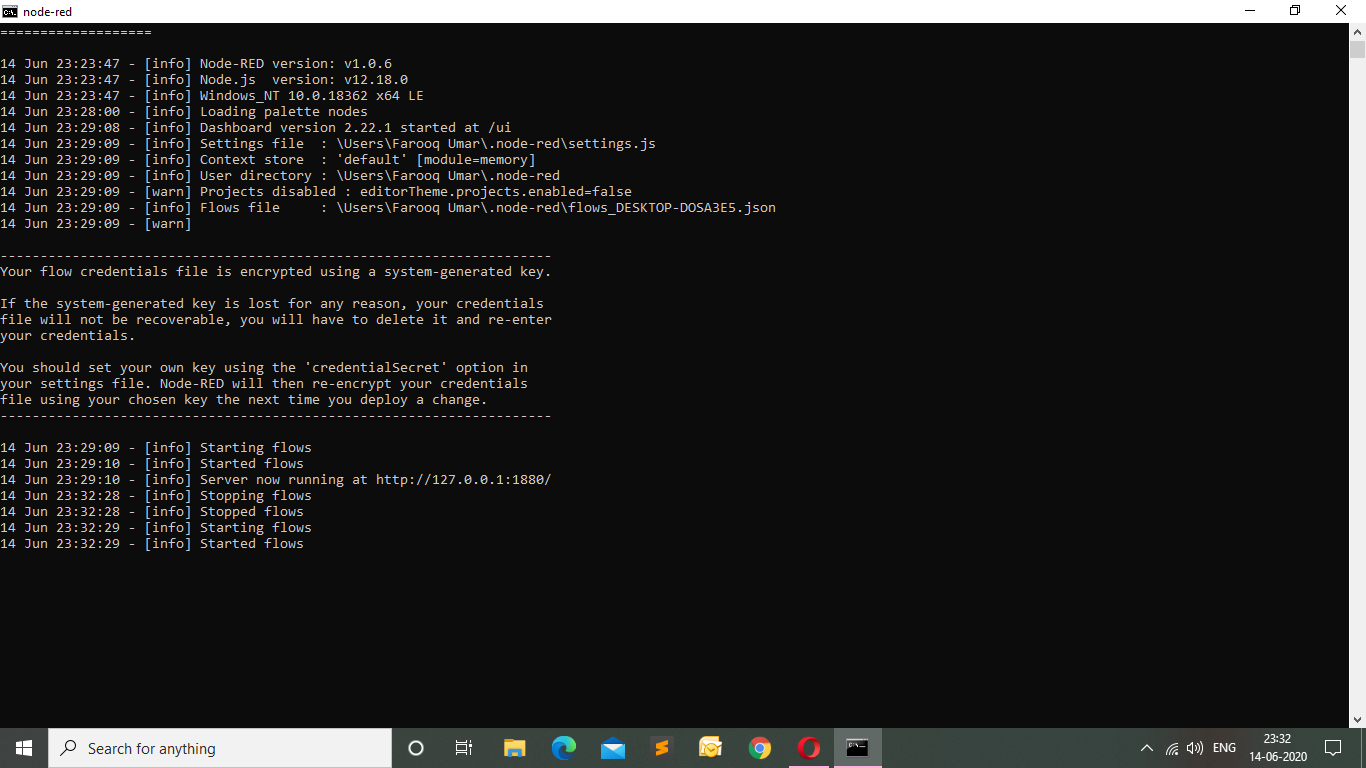 node-red
===================
14 Jun 23:23:47 - [info] Node-RED version: v1.0.6
14 Jun 23:23:47 - [info] Node.js  version: v12.18.0
14 Jun 23:23:47 - [info] Windows_NT 10.0.18362 x64 LE
14 Jun 23:28:00 - [info] Loading palette nodes
14 Jun 23:29:08 - [info] Dashboard version 2.22.1 started at /ui
14 Jun 23:29:09 - [info] Settings file  : \Users\Farooq Umar\.node-red\settings.js
14 Jun 23:29:09 - [info] Context store  : 'default' [module=memory]
14 Jun 23:29:09 - [info] User directory : \Users\Farooq Umar\.node-red
14 Jun 23:29:09 - [warn] Projects disabled : editorTheme.projects.enabled=false
14 Jun 23:29:09 - [info] Flows file     : \Users\Farooq Umar\.node-red\flows_DESKTOP-DOSA3E5.json
14 Jun 23:29:09 - [warn]
---------------------------------------------------------------------
Your flow credentials file is encrypted using a system-generated key.
If the system-generated key is lost for any reason, your credentials
file will not be recoverable, you will have to delete it and re-enter
your credentials.
You should set your own key using the 'credentialSecret' option in
your settings file. Node-RED will then re-encrypt your credentials
file using your chosen key the next time you deploy a change.
---------------------------------------------------------------------
14 Jun 23:29:09 - [info] Starting flows
14 Jun 23:29:10 - [info] Started flows
14 Jun 23:29:10 - [info] Server now running at http://127.0.0.1:1880/
14 Jun 23:32:28 - [info] Stopping flows
14 Jun 23:32:28 - [info] Stopped flows
14 Jun 23:32:29 - [info] Starting flows
14 Jun 23:32:29 - [info] Started flows
Search for anything
ENG
23:32
14-06-2020